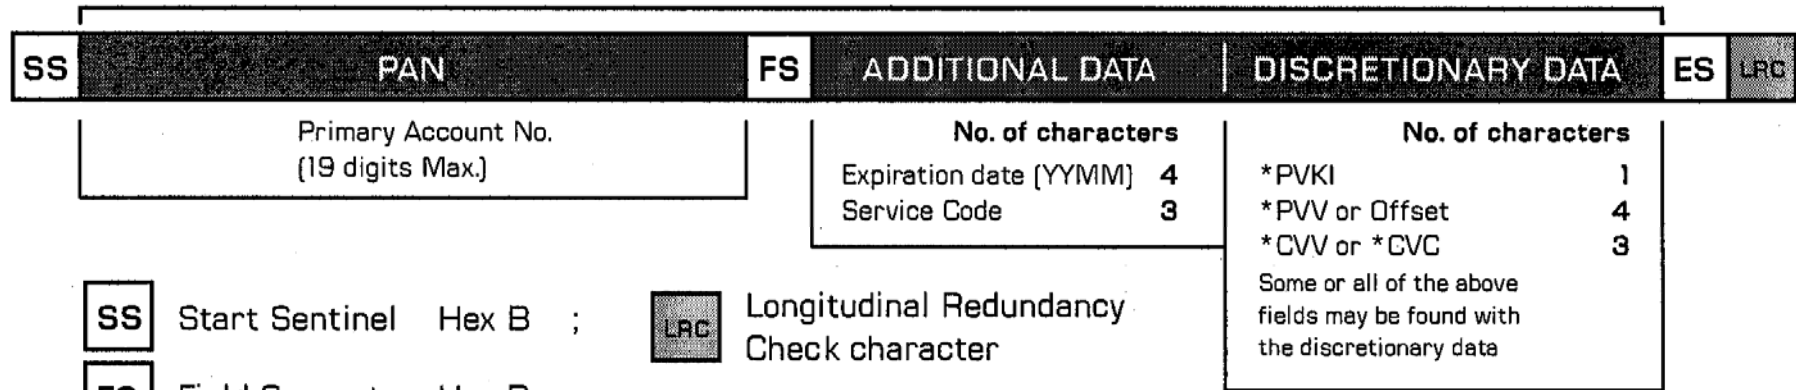 SS PAN FS ADDITIONAL DATA DISCRETIONARY DATA ES LRC
Primary Account No.
(19 digits Max.)
No. of characters
Expiration date (YYMM) 4
Service Code 3
No. of characters
*PVKI 1
*PVV or Offset 4
*CVV or *CVC 3
Some or all of the above
fields may be found with
the discretionary data
SS Start Sentinel Hex B ;
LRC Longitudinal Redundancy
Check character